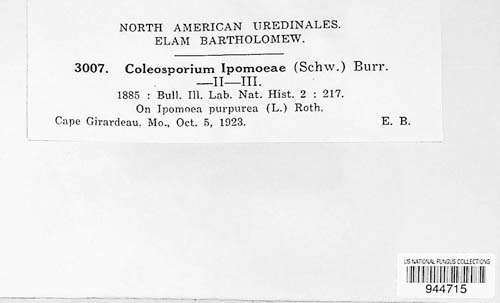 NORTH AMERICAN UREDINALES.
ELAM BARTHOLOMEW.
3007. Coleosporium Ipomoeae (Schw.) Burr.
—II—III.
1885 : Bull. Ill. Lab. Nat. Hist. 2 : 217.
On Ipomoea purpurea (L.) Roth.
Cape Girardeau, Mo., Oct. 5, 1923. E. B.
US NATIONAL FUNGUS COLLECTIONS
944715